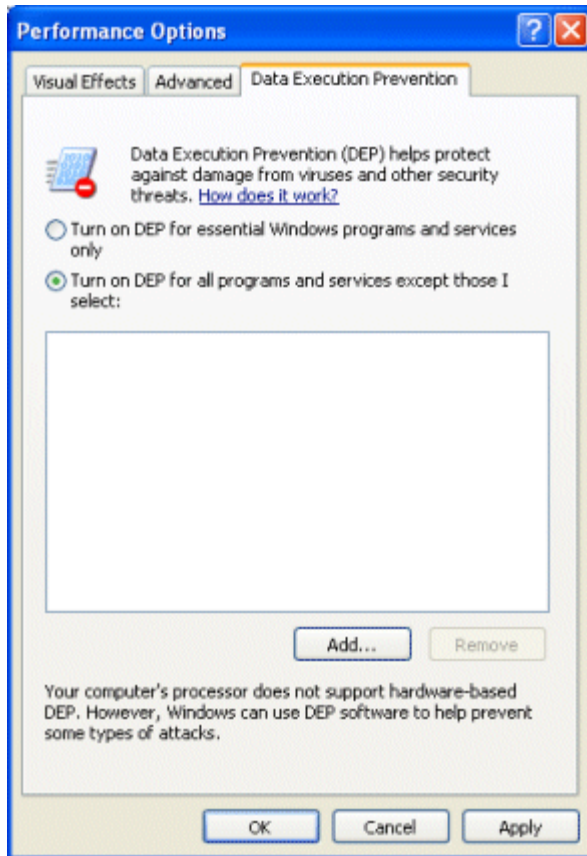 Performance Options
Visual Effects Advanced Data Execution Prevention
Data Execution Prevention (DEP) helps protect
against damage from viruses and other security
threats. How does it work?
Turn on DEP for essential Windows programs and services
only
Turn on DEP for all programs and services except those I
select:
Add... Remove
Your computer's processor does not support hardware-based
DEP. However, Windows can use DEP software to help prevent
some types of attacks.
OK Cancel Apply